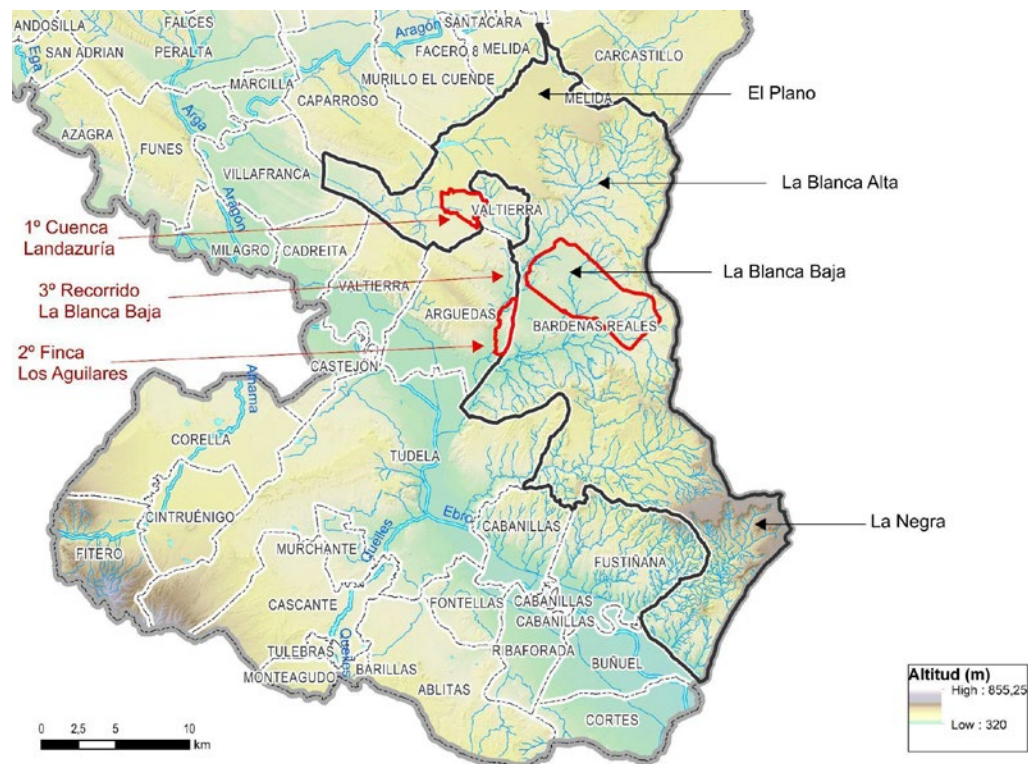 ANDOSILLA
FALCES
SANTACARA
Aragón
Ega
SAN ADRIAN
PERALTA
FACERO 8
MELIDA
CARCASTILLO
MARCILLA
MURILLO EL CUENDE
El Plano
CAPARROSO
MELIDA
Arga
AZAGRA
FUNES
VILLAFRANCA
La Blanca Alta
Aragón
VALTIERRA
1º Cuenca
Landazuría
MILAGRO
CADREITA
La Blanca Baja
VALTIERRA
3º Recorrido
La Blanca Baja
ARGUEDAS
BARDENAS REALES
2º Finca
Los Aguilares
CASTEJÓN
Alhama
CORELLA
TUDELA
CINTRUÉNIGO
Ebro
CABANILLAS
La Negra
Queiles
MURCHANTE
FITERO
FUSTIÑANA
CASCANTE
FONTELLAS
CABANILLAS
CABANILLAS
Queiles
TULEBRAS
RIBAFORADA
MONTEAGUDO
BARILLAS
BUÑUEL
ABLITAS
CORTES
Altitud (m)
High : 855,25
Low : 320
0 2,5 5 10
km